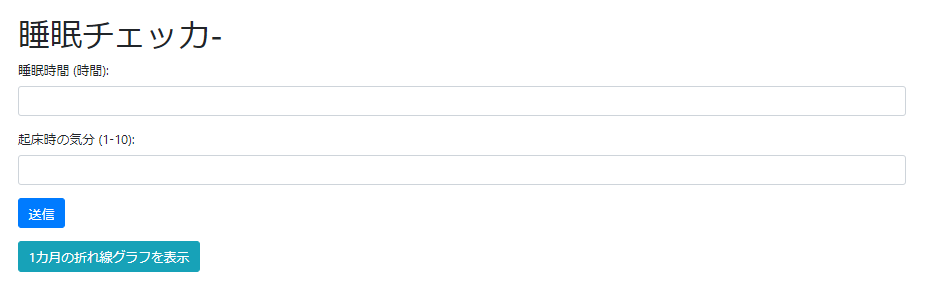 睡眠チェッカ-
睡眠時間 (時間):
起床時の気分 (1-10):
送信
1カ月の折れ線グラフを表示